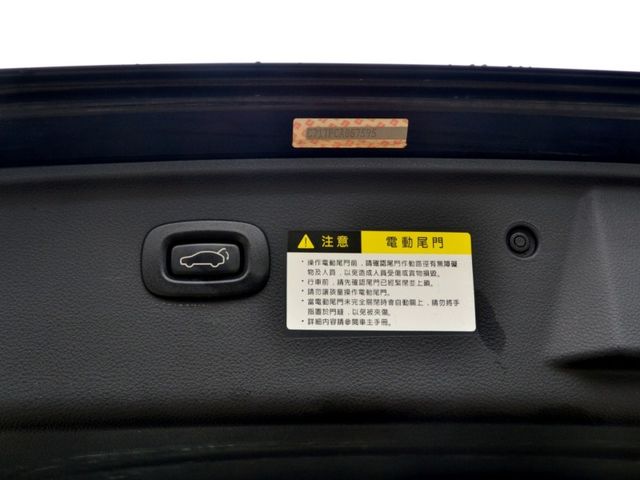 G717PCA057595
注意 電動尾門
・操作電動尾門前,請確認尾門作動路徑有無障礙
物及人員,以免造成人員受傷或貨物損毀。
・行車前,請先確認尾門已經緊閉並上鎖。
・請勿讓孩童操作電動尾門。
・當電動尾門未完全關閉時會自動關上,請勿將手
指置於門縫,以免被夾傷。
・詳細內容請參閱車主手冊。